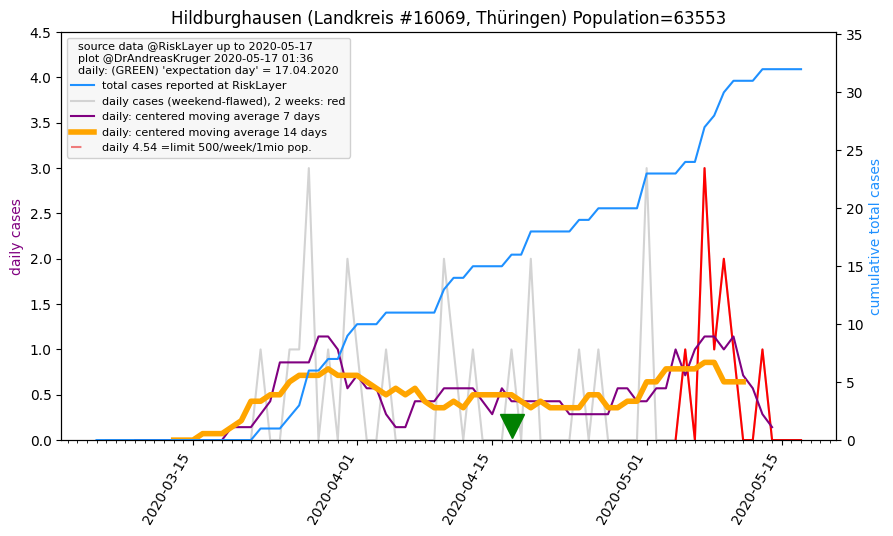 Hildburghausen (Landkreis #16069, Thüringen) Population=63553
source data @RiskLayer up to 2020-05-17
plot @DrAndreasKruger 2020-05-17 01:36
daily: (GREEN) 'expectation day' = 17.04.2020
total cases reported at RiskLayer
daily cases (weekend-flawed), 2 weeks: red
daily: centered moving average 7 days
daily: centered moving average 14 days
daily 4.54 =limit 500/week/1mio pop.
daily cases
4.5
4.0
3.5
3.0
2.5
2.0
1.5
1.0
0.5
0.0
35
30
25
20
15
10
5
0
cumulative total cases
2020-03-15
2020-04-01
2020-04-15
2020-05-01
2020-05-15